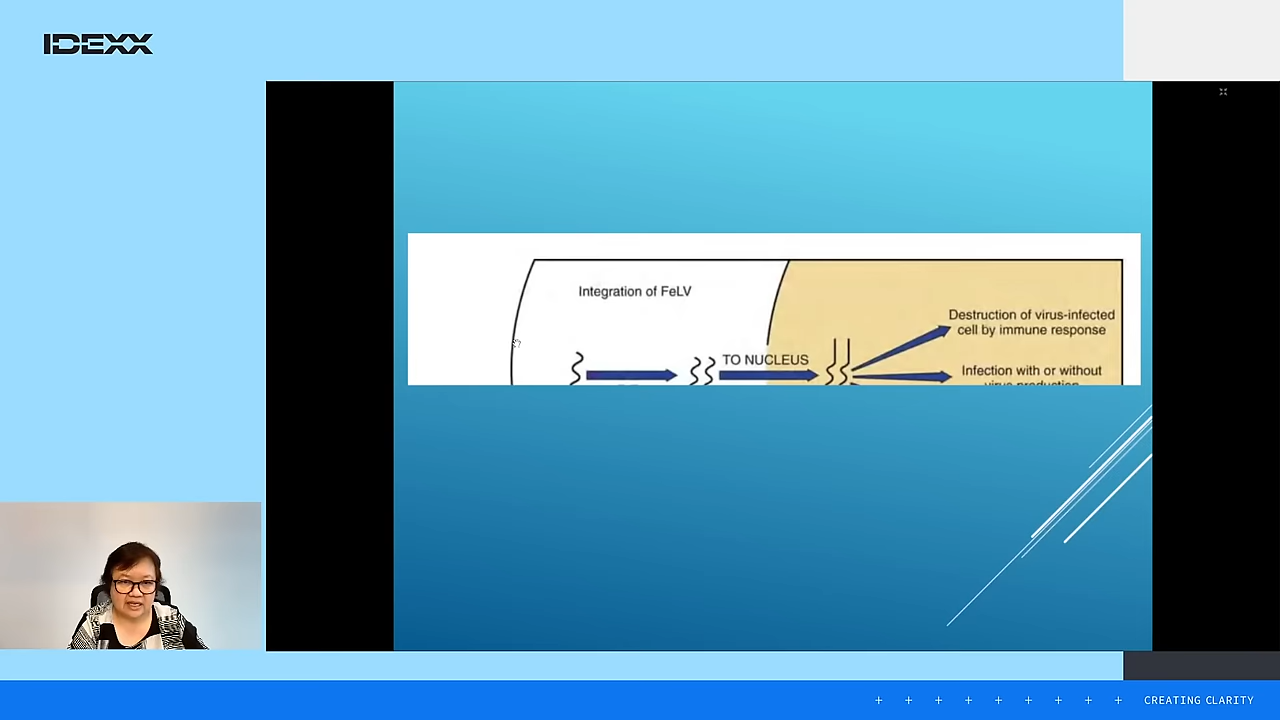 IDEXX
Integration of FeLV
Destruction of virus-infected
cell by immune response
TO NUCLEUS
Infection with or without
virus production
CREATING CLARITY